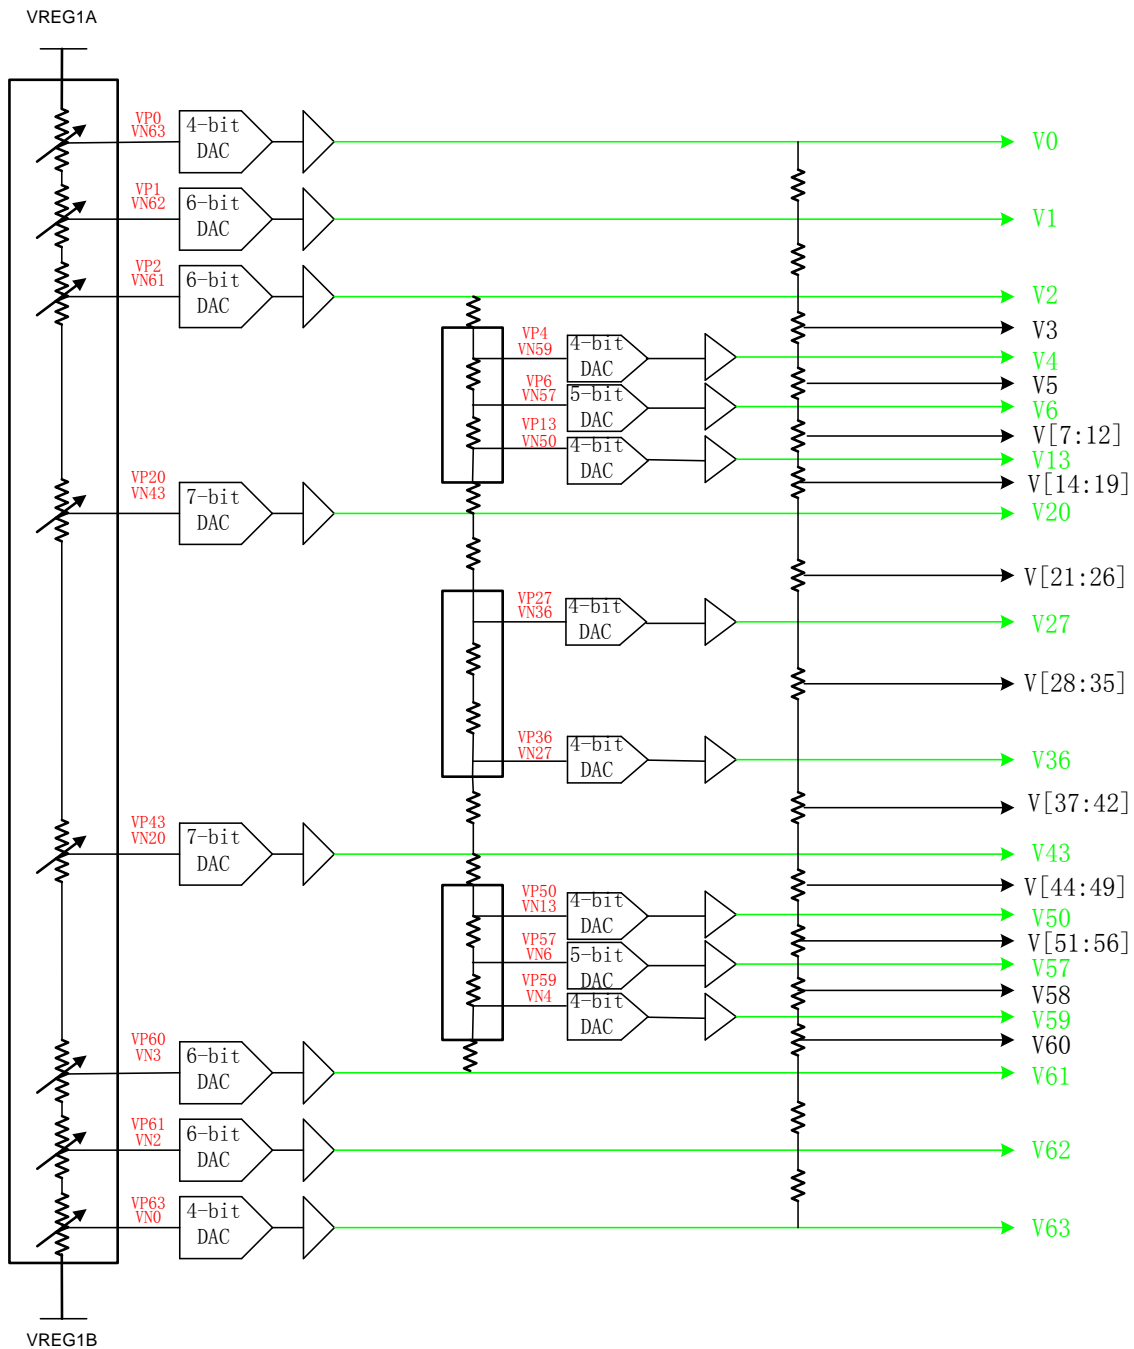 VREG1A
VP0
VN63
4-bit
DAC
V0
VP1
VN62
6-bit
DAC
V1
VP2
VN61
6-bit
DAC
V2
V3
VP4
VN59
4-bit
DAC
V4
V5
VP6
VN57
5-bit
DAC
V6
V[7:12]
VP13
VN50
4-bit
DAC
V13
V[14:19]
VP20
VN43
7-bit
DAC
V20
V[21:26]
VP27
VN36
4-bit
DAC
V27
V[28:35]
VP36
VN27
4-bit
DAC
V36
V[37:42]
VP43
VN20
7-bit
DAC
V43
V[44:49]
VP50
VN13
4-bit
DAC
V50
V[51:56]
VP57
VN6
5-bit
DAC
V57
V58
VP59
VN4
4-bit
DAC
V59
V60
VP60
VN3
6-bit
DAC
V61
VP61
VN2
6-bit
DAC
V62
VP63
VN0
4-bit
DAC
V63
VREG1B